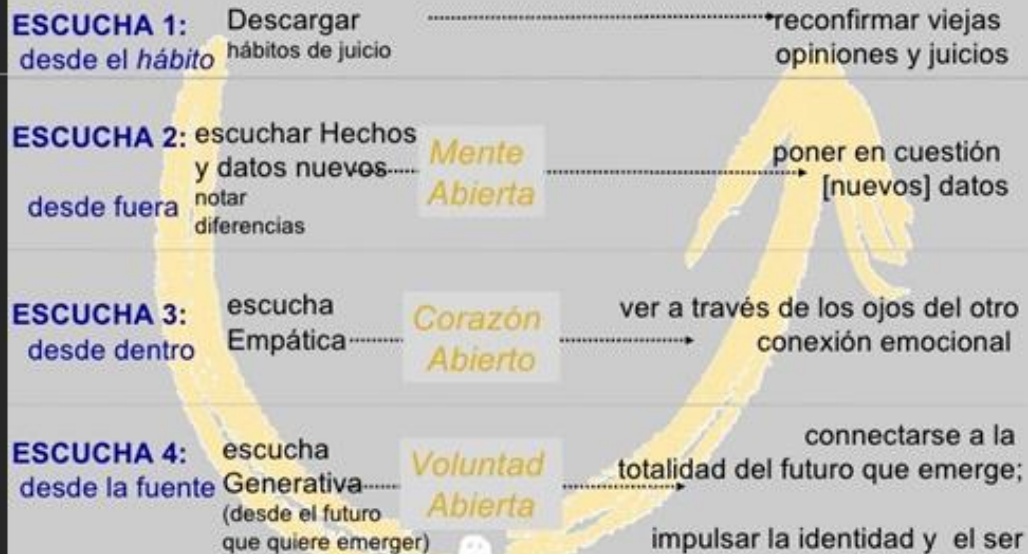 ESCUCHA 1:
desde el hábito
Descargar
hábitos de juicio
reconfirmar viejas
opiniones y juicios
ESCUCHA 2:
desde fuera
escuchar Hechos
y datos nuevos
notar
diferencias
Mente
Abierta
poner en cuestión
[nuevos] datos
ESCUCHA 3:
desde dentro
escucha
Empática
Corazón
Abierto
ver a través de los ojos del otro
conexión emocional
ESCUCHA 4:
desde la fuente
escucha
Generativa
(desde el futuro
que quiere emerger)
Voluntad
Abierta
connectarse a la
totalidad del futuro que emerge;
impulsar la identidad y el ser